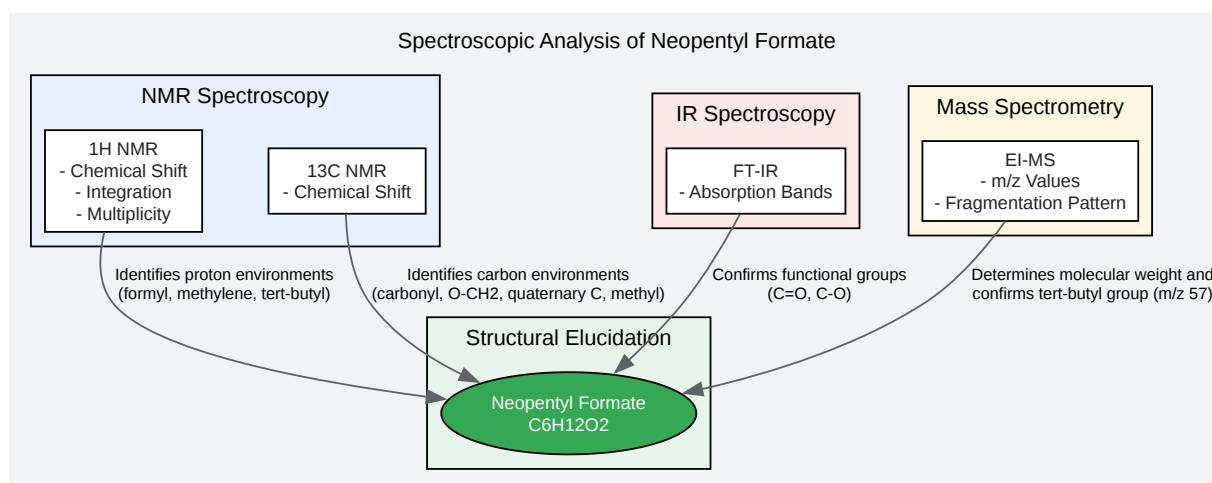 Spectroscopic Analysis of Neopentyl Formate
NMR Spectroscopy
1H NMR
- Chemical Shift
- Integration
- Multiplicity
13C NMR
- Chemical Shift
IR Spectroscopy
FT-IR
- Absorption Bands
Mass Spectrometry
EI-MS
- m/z Values
- Fragmentation Pattern
Identifies proton environments
(formyl, methylene, tert-butyl)
Identifies carbon environments
(carbonyl, O-CH2, quaternary C, methyl)
Confirms functional groups
(C=O, C-O)
Determines molecular weight and
confirms tert-butyl group (m/z 57)
Structural Elucidation
Neopentyl Formate
C6H12O2